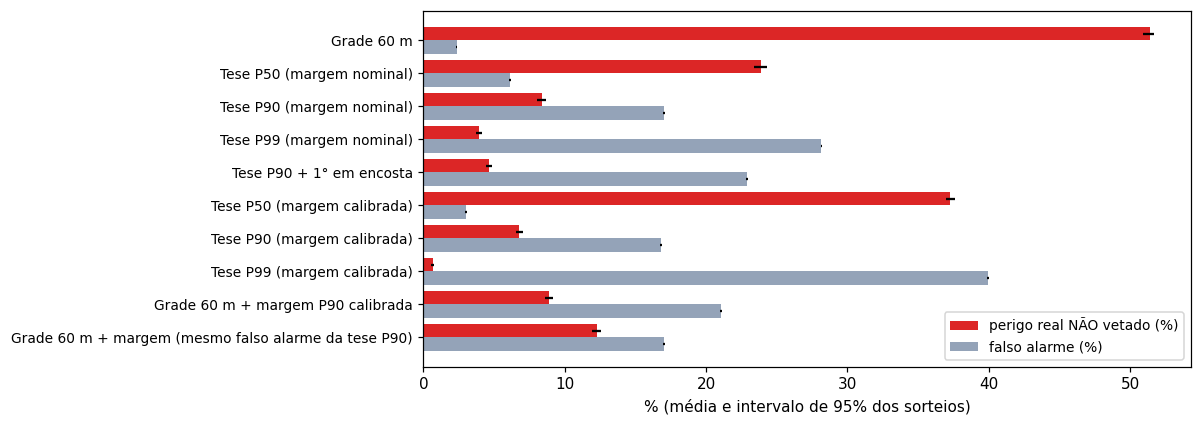 Grade 60 m
Tese P50 (margem nominal)
Tese P90 (margem nominal)
Tese P99 (margem nominal)
Tese P90 + 1° em encosta
Tese P50 (margem calibrada)
Tese P90 (margem calibrada)
Tese P99 (margem calibrada)
Grade 60 m + margem P90 calibrada
Grade 60 m + margem (mesmo falso alarme da tese P90)
perigo real NÃO vetado (%)
falso alarme (%)
0 10 20 30 40 50
% (média e intervalo de 95% dos sorteios)